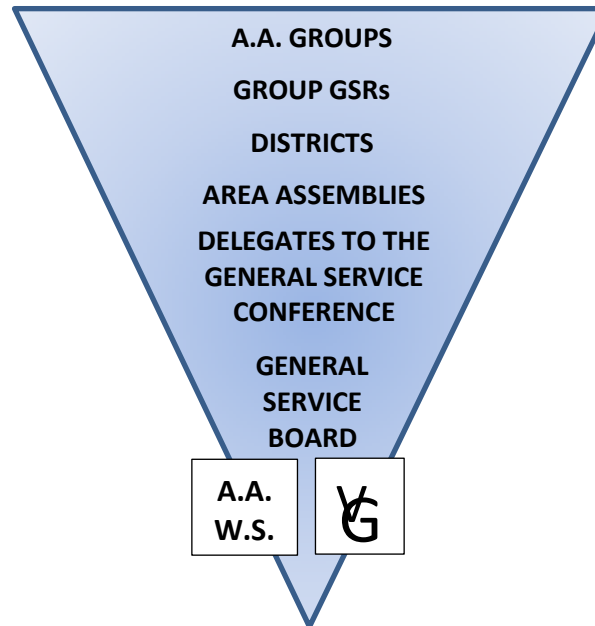 A.A. GROUPS
GROUP GSRs
DISTRICTS
AREA ASSEMBLIES
DELEGATES TO THE
GENERAL SERVICE
CONFERENCE
GENERAL
SERVICE
BOARD
A.A.
W.S.
V
G